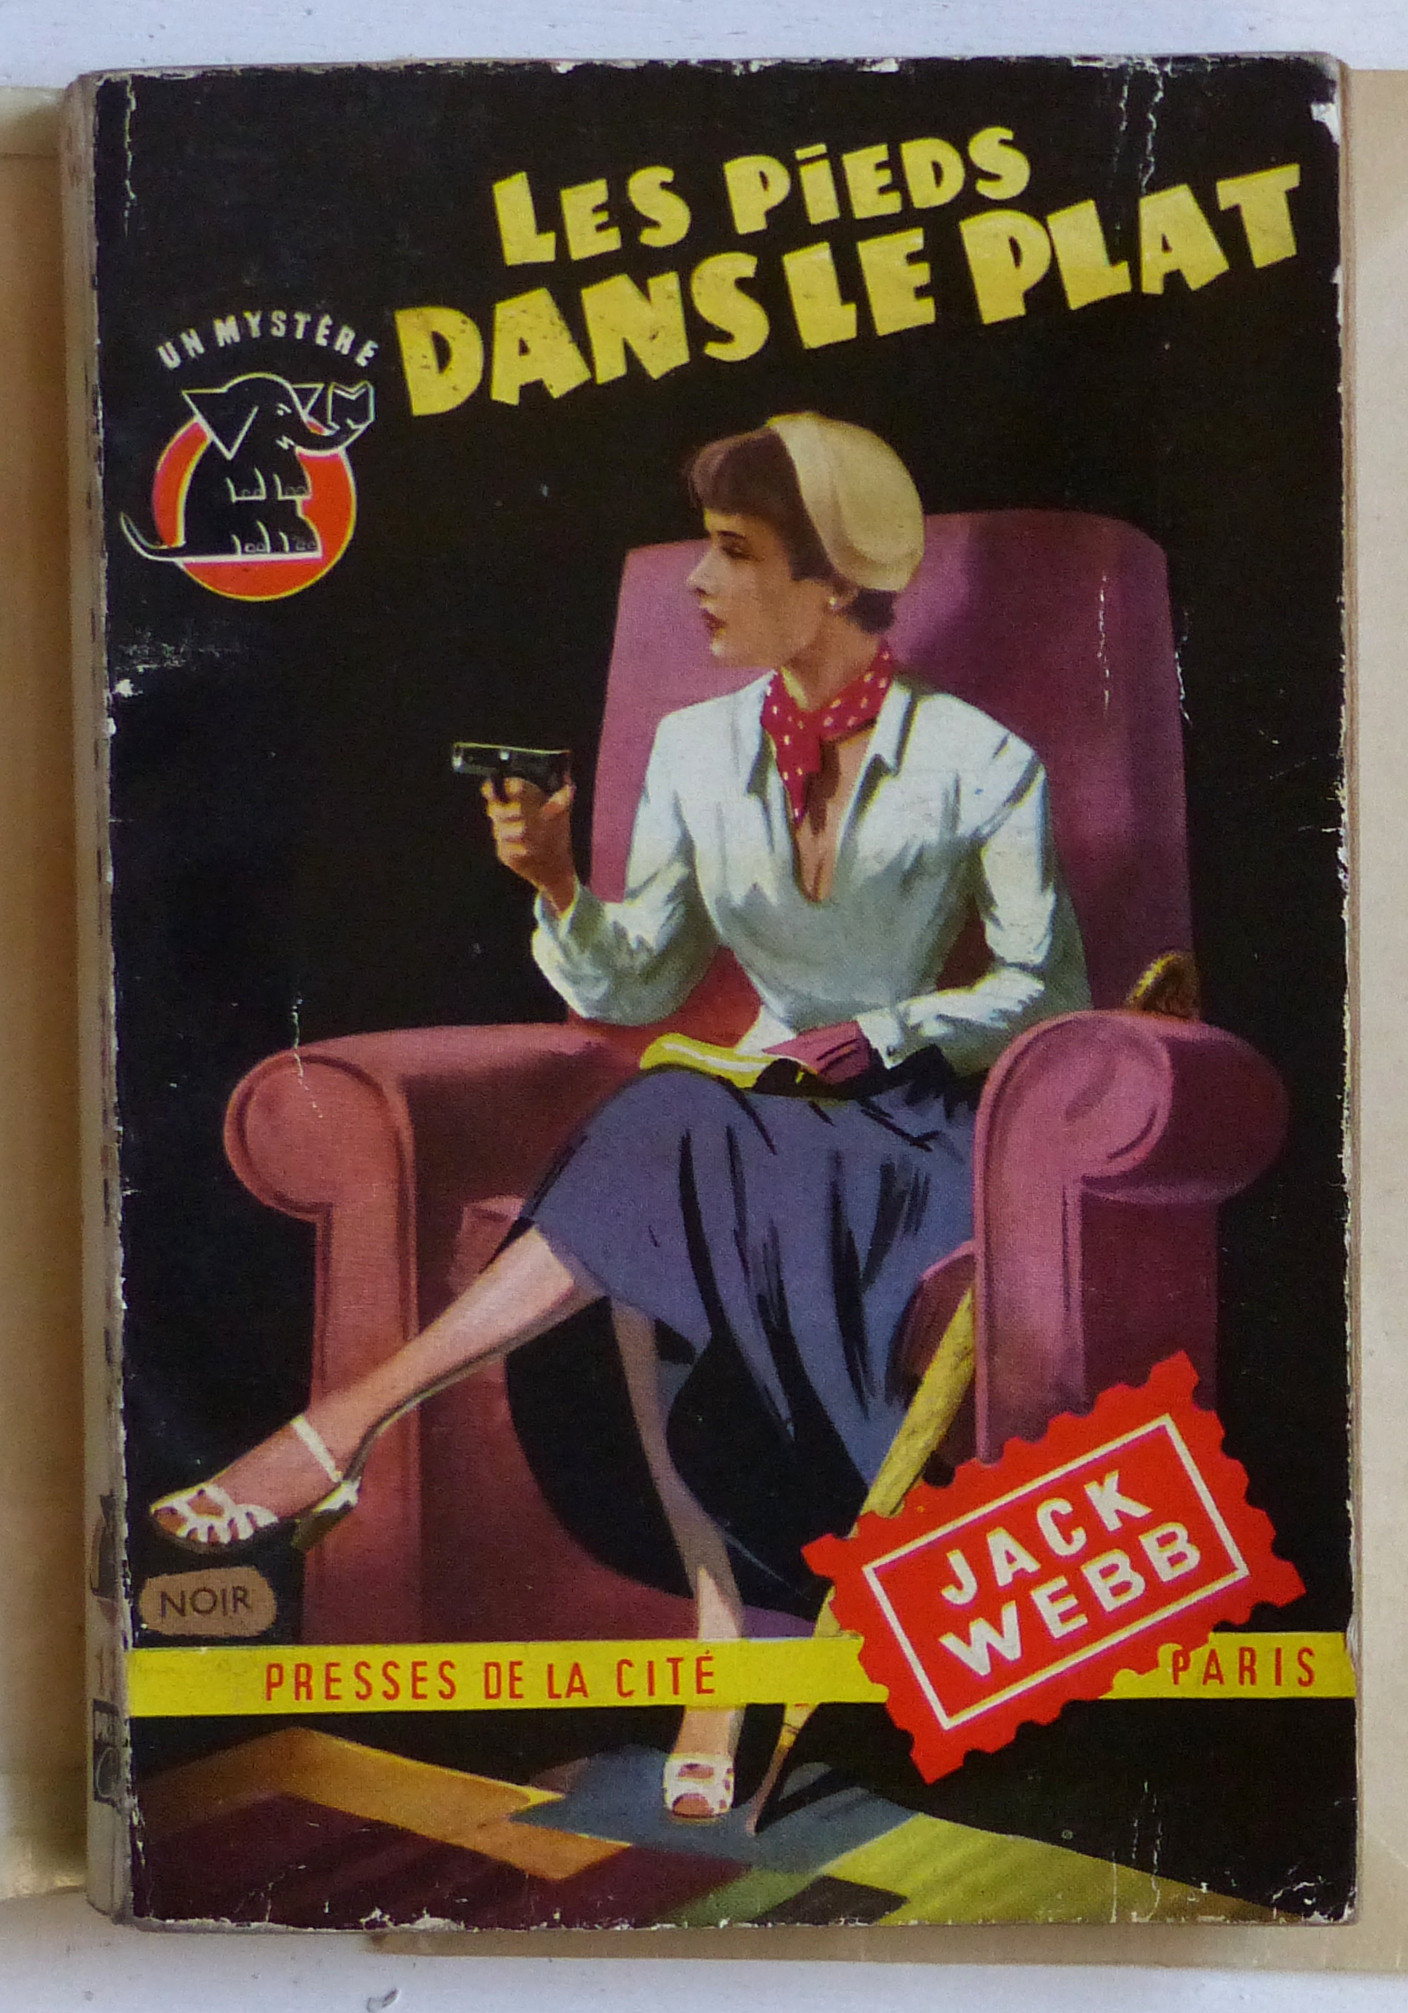 LES PIEDS
DANS LE PLAT
UN MYSTÈRE
JACK
WEBB
NOIR
PRESSES DE LA CITÉ PARIS